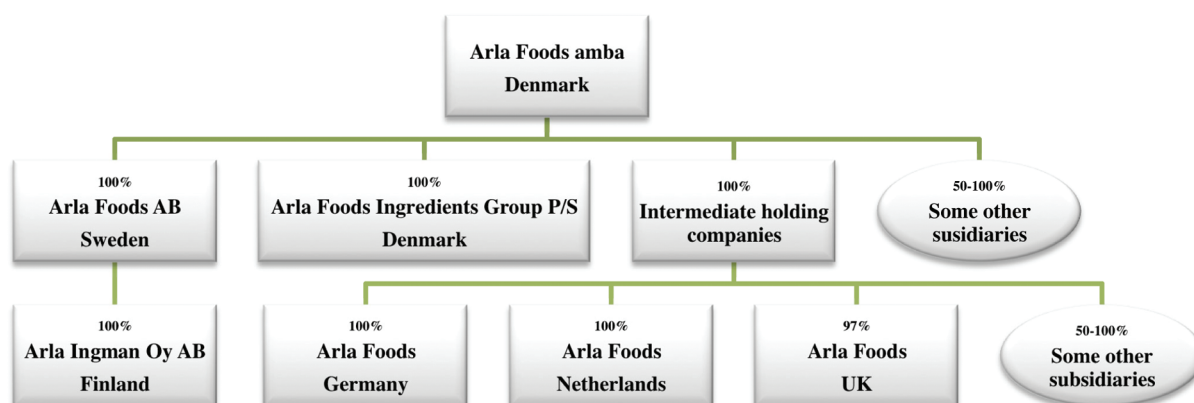 Arla Foods amba
Denmark
100%
Arla Foods AB
Sweden
100%
Arla Foods Ingredients Group P/S
Denmark
100%
Intermediate holding
companies
50-100%
Some other
susidiaries
100%
Arla Ingman Oy AB
Finland
100%
Arla Foods
Germany
100%
Arla Foods
Netherlands
97%
Arla Foods
UK
50-100%
Some other
subsidiaries